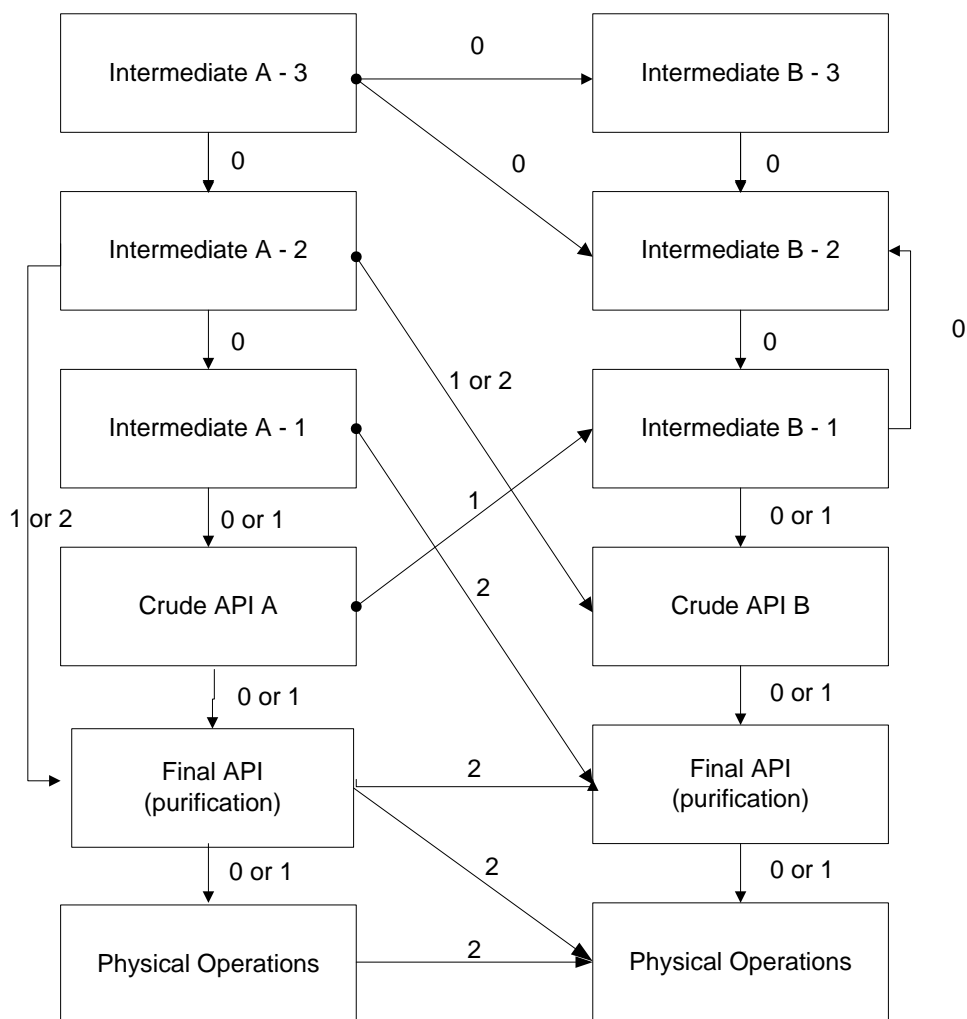 0
Intermediate A - 3
Intermediate B - 3
0
0
0
Intermediate A - 2
Intermediate B - 2
0
0
0
1 or 2
Intermediate A - 1
Intermediate B - 1
1
1 or 2
0 or 1
0 or 1
2
Crude API A
Crude API B
0 or 1
0 or 1
Final API
(purification)
2
Final API
(purification)
0 or 1
2
0 or 1
Physical Operations
2
Physical Operations